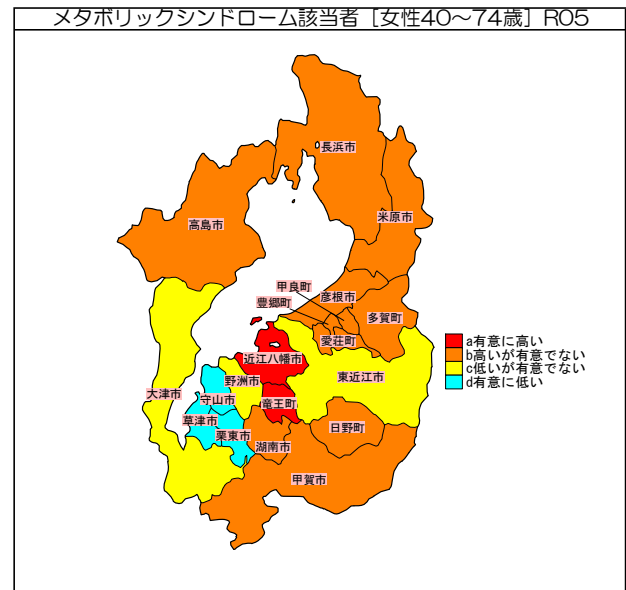 メタボリックシンドローム該当者［女性40～74歳］R05
長浜市
米原市
高島市
甲良町
彦根市
豊郷町
多賀町
愛荘町
近江八幡市
東近江市
野洲市
大津市
守山市
竜王町
草津市
栗東市
日野町
湖南市
甲賀市
a有意に高い
b高いが有意でない
c低いが有意でない
d有意に低い